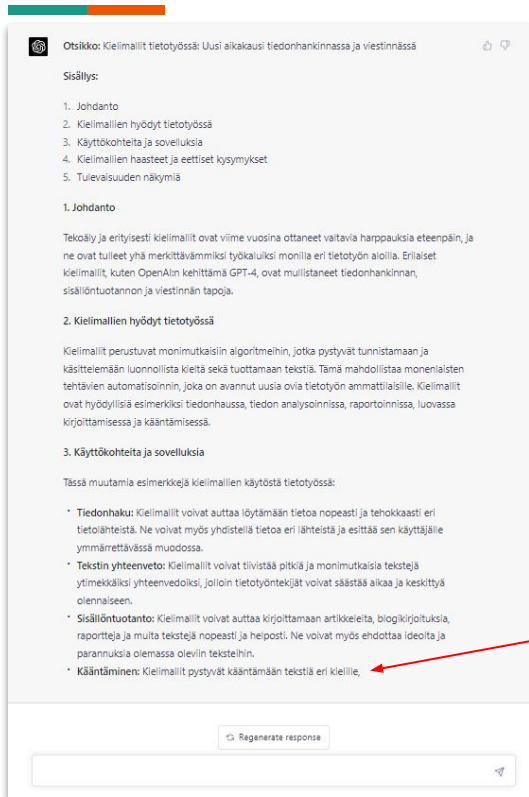 Otsikko: Kielimallit tietotyössä: Uusi aikakausi tiedonhankinnassa ja viestinnässä
Sisällys:
1. Johdanto
2. Kielimallien hyödyt tietotyössä
3. Käyttökohteita ja sovelluksia
4. Kielimallien haasteet ja eettiset kysymykset
5. Tulevaisuuden näkymiä
1. Johdanto
Tekoäly ja erityisesti kielimallit ovat viime vuosina ottaneet valtavia harppauksia eteenpäin, ja
ne ovat tulleet yhä merkittävämmiksi työkaluiksi monilla eri tietotyön aloilla. Erilaiset
kielimallit, kuten OpenAI:n kehittämä GPT-4, ovat mullistaneet tiedonhankinnan,
sisällöntuotannon ja viestinnän tapoja.
2. Kielimallien hyödyt tietotyössä
Kielimallit perustuvat monimutkaisiin algoritmeihin, jotka pystyvät tunnistamaan ja
käsittelemään luonnollista kieltä sekä tuottamaan tekstiä. Tämä mahdollistaa monenlaisten
tehtävien automatisoinnin, joka on avannut uusia ovia tietotyön ammattilaisille. Kielimallit
ovat hyödyllisiä esimerkiksi tiedonhaussa, tiedon analysoinnissa, raportoinnissa, luovassa
kirjoittamisessa ja kääntämisessä.
3. Käyttökohteita ja sovelluksia
Tässä muutamia esimerkkejä kielimallien käytöstä tietotyössä:
• Tiedonhaku: Kielimallit voivat auttaa löytämään tietoa nopeasti ja tehokkaasti eri
tietolähteistä. Ne voivat myös yhdistellä tietoa eri lähteistä ja esittää sen käyttäjälle
ymmärrettävässä muodossa.
• Tekstin yhteenveto: Kielimallit voivat tiivistää pitkiä ja monimutkaisia tekstejä
ytimekkäiksi yhteenvedoiksi, jolloin tietotyöntekijät voivat säästää aikaa ja keskittyä
olennaiseen.
• Sisällöntuotanto: Kielimallit voivat auttaa kirjoittamaan artikkeleita, blogikirjoituksia,
raportteja ja muita tekstejä nopeasti ja helposti. Ne voivat myös ehdottaa ideoita ja
parannuksia olemassa oleviin teksteihin.
• Kääntäminen: Kielimallit pystyvät kääntämään tekstiä eri kielille,
Regenerate response